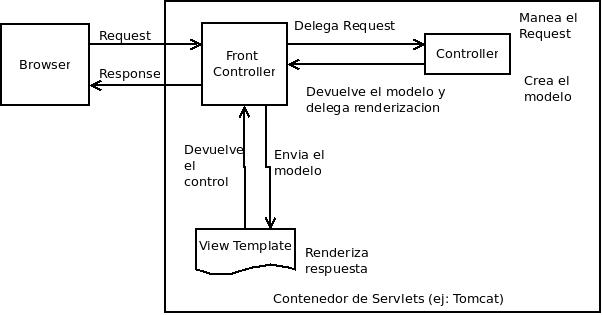 Browser
Request
Response
Front
Controller
Delega Request
Controller
Manea el
Request
Crea el
modelo
Devuelve el modelo y
delega renderizacion
Devuelve
el
control
Envia el
modelo
View Template
Renderiza
respuesta
Contenedor de Servlets (ej: Tomcat)